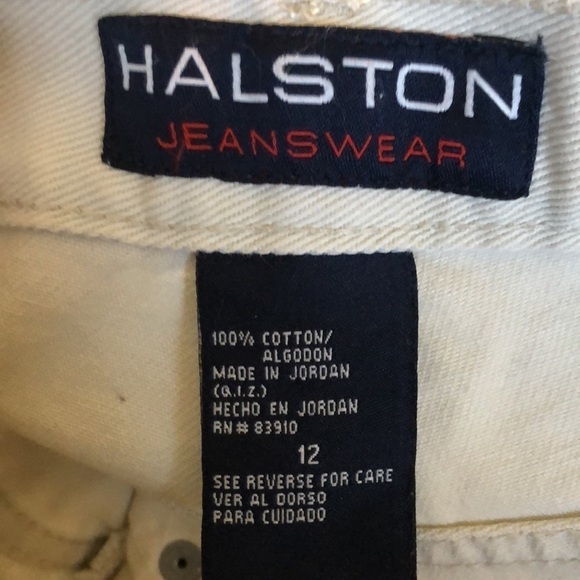 HALSTON
JEANSWEAR
100% COTTON/
ALGODON
MADE IN JORDAN
(Q.I.Z.)
HECHO EN JORDAN
RN# 83910
12
SEE REVERSE FOR CARE
VER AL DORSO
PARA CUIDADO